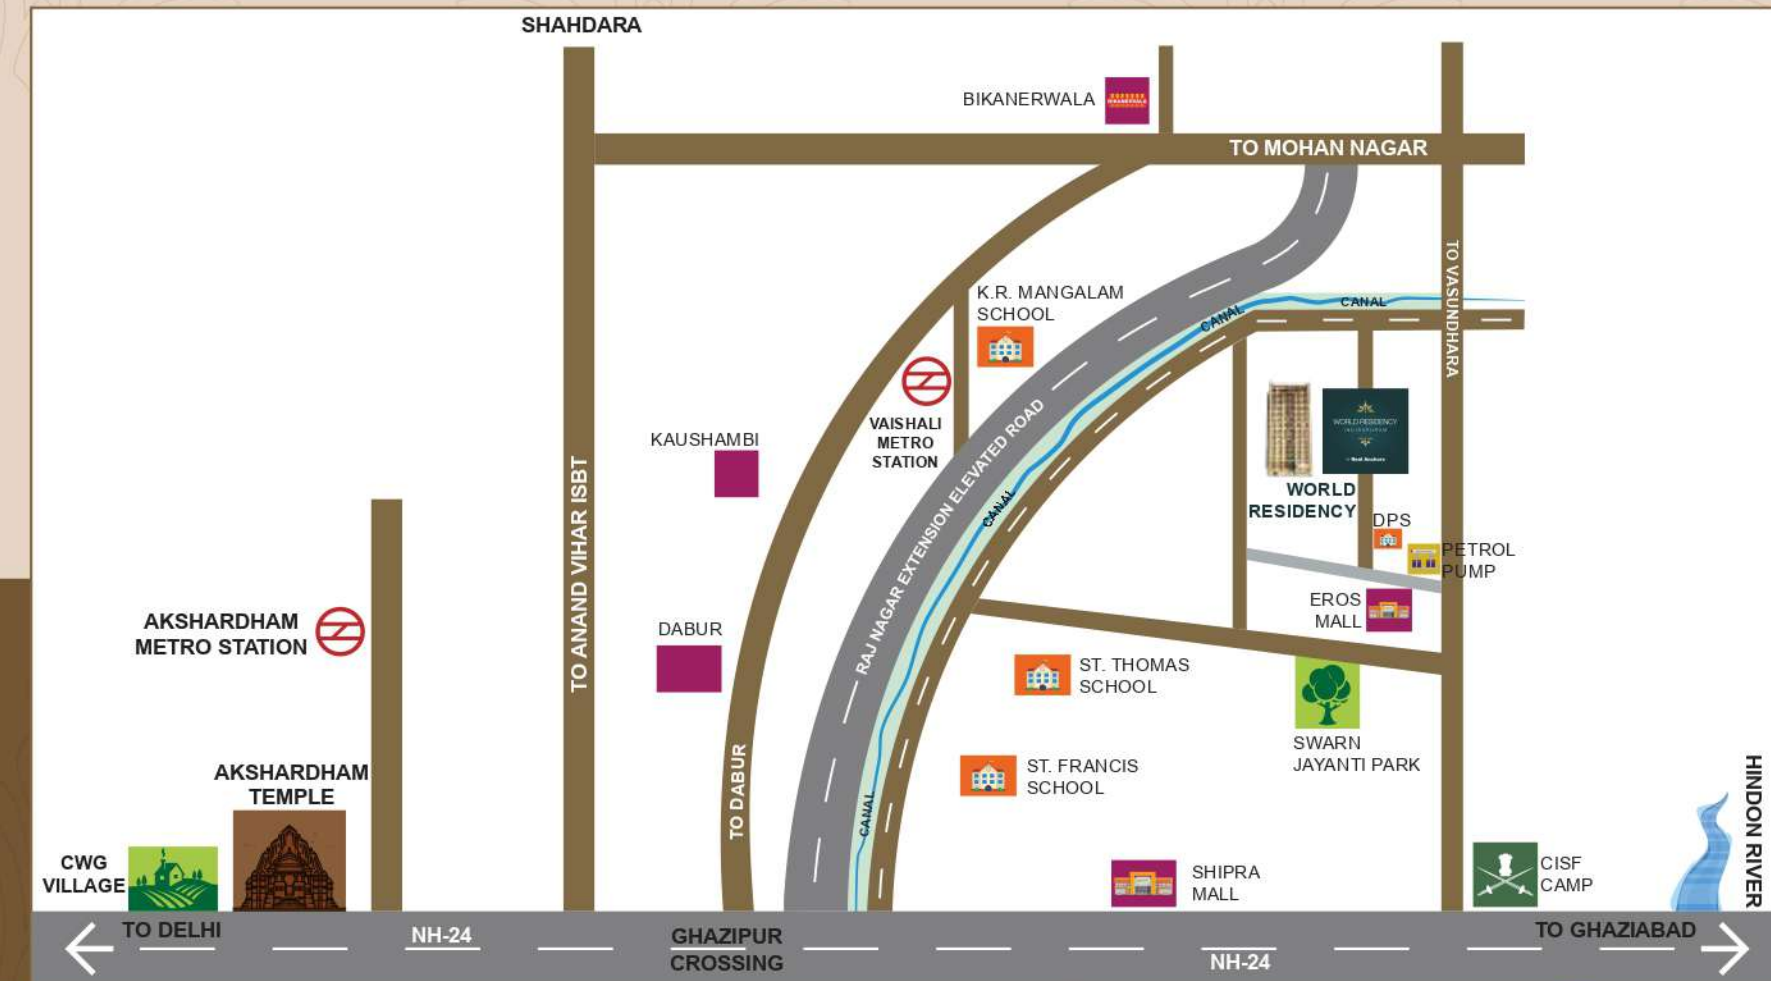 SHAHDARA
BIKANERWALA
BIKANERWALA
TO MOHAN NAGAR
TO VASUNDHARA
K.R. MANGALAM
SCHOOL
CANAL
CANAL
VAISHALI
METRO
STATION
RAJ NAGAR EXTENSION ELEVATED ROAD
WORLD RESIDENCY
WORLD
RESIDENCY
KAUSHAMBI
TO ANAND VIHAR ISBT
CANAL
DPS
PETROL
PUMP
EROS
MALL
AKSHARDHAM
METRO STATION
DABUR
ST. THOMAS
SCHOOL
SWARN
JAYANTI PARK
ST. FRANCIS
SCHOOL
TO DABUR
CANAL
AKSHARDHAM
TEMPLE
CWG
VILLAGE
SHIPRA
MALL
CISF
CAMP
HINDON RIVER
TO DELHI
NH-24
GHAZIPUR
CROSSING
NH-24
TO GHAZIABAD